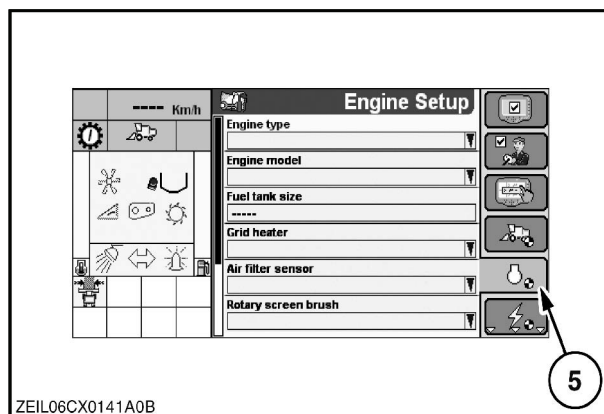 ---- Km/h
Engine Setup
Engine type
Engine model
Fuel tank size
-----
Grid heater
Air filter sensor
Rotary screen brush
5
ZEIL06CX0141A0B